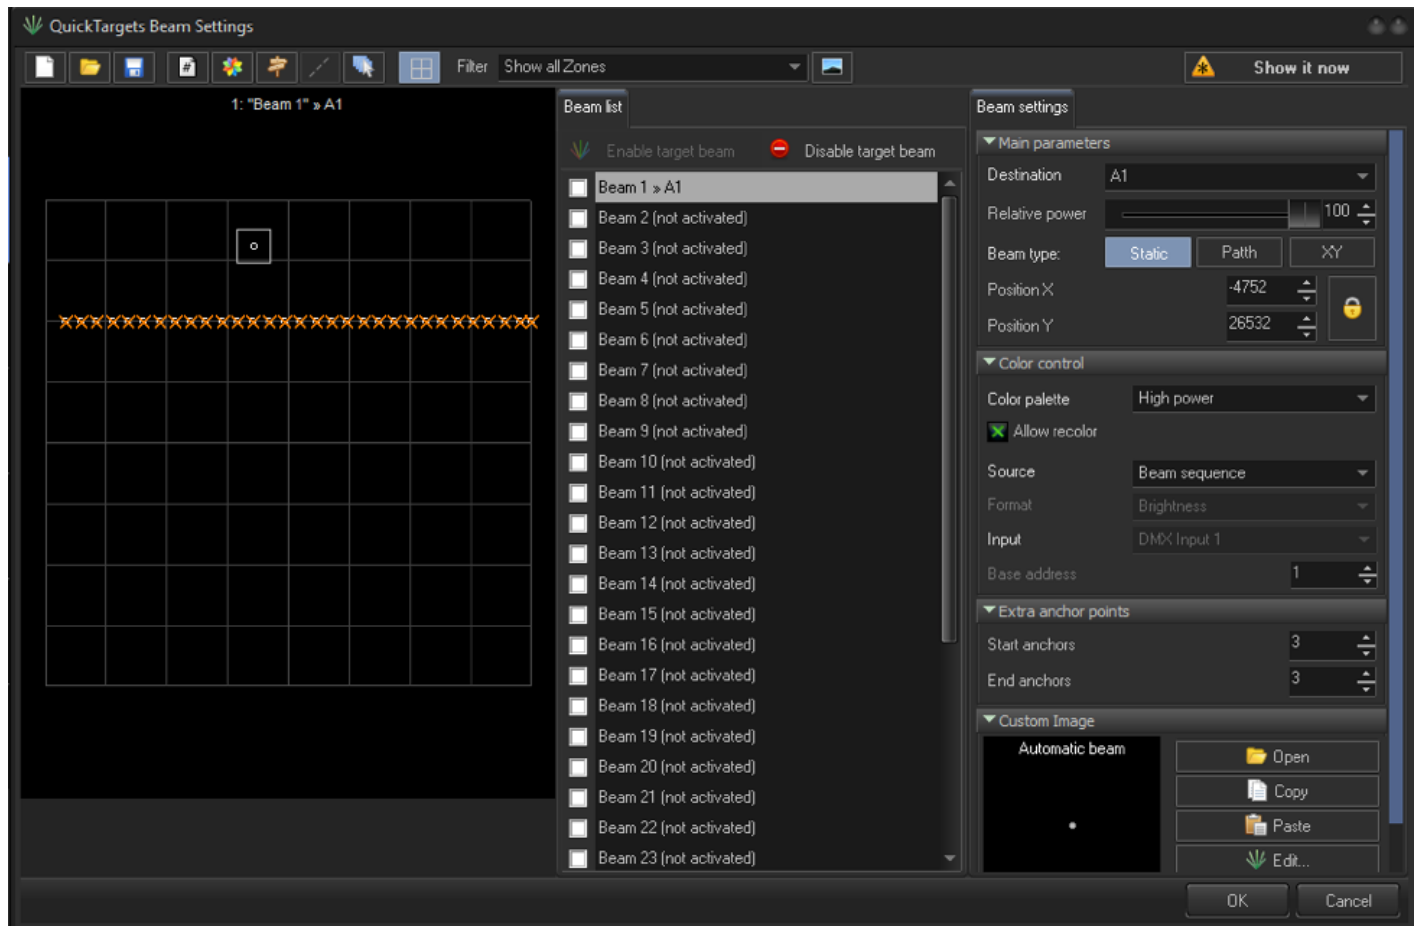 QuickTargets Beam Settings
Filter Show all Zones
Show it now
1: "Beam 1" » A1
Beam list
Enable target beam
Disable target beam
Beam 1 » A1
Beam 2 (not activated)
Beam 3 (not activated)
Beam 4 (not activated)
Beam 5 (not activated)
Beam 6 (not activated)
Beam 7 (not activated)
Beam 8 (not activated)
Beam 9 (not activated)
Beam 10 (not activated)
Beam 11 (not activated)
Beam 12 (not activated)
Beam 13 (not activated)
Beam 14 (not activated)
Beam 15 (not activated)
Beam 16 (not activated)
Beam 17 (not activated)
Beam 18 (not activated)
Beam 19 (not activated)
Beam 20 (not activated)
Beam 21 (not activated)
Beam 22 (not activated)
Beam 23 (not activated)
Beam settings
Main parameters
Destination A1
Relative power 100
Beam type: Static Patth XY
Position X -4752
Position Y 26532
Color control
Color palette High power
Allow recolor
Source Beam sequence
Format Brightness
Input DMX Input 1
Base address 1
Extra anchor points
Start anchors 3
End anchors 3
Custom Image
Automatic beam
Open
Copy
Paste
Edit...
OK
Cancel